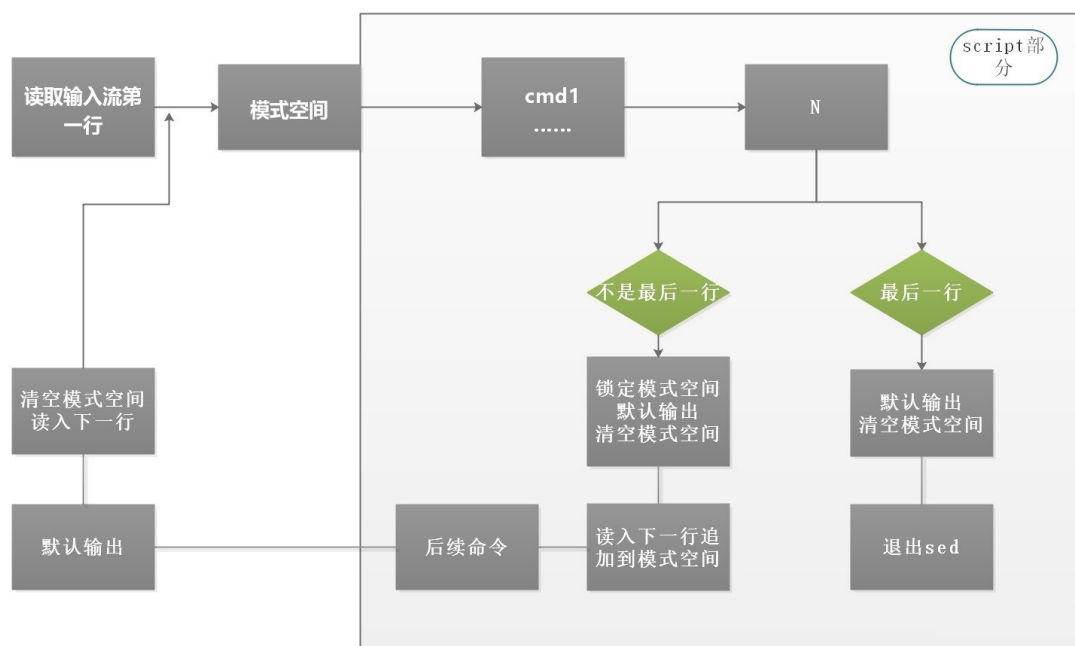 script部
分
读取输入流第
一行
模式空间
cmd1
......
N
不是最后一行
最后一行
清空模式空间
读入下一行
锁定模式空间
默认输出
清空模式空间
默认输出
清空模式空间
默认输出
后续命令
读入下一行追
加到模式空间
退出sed